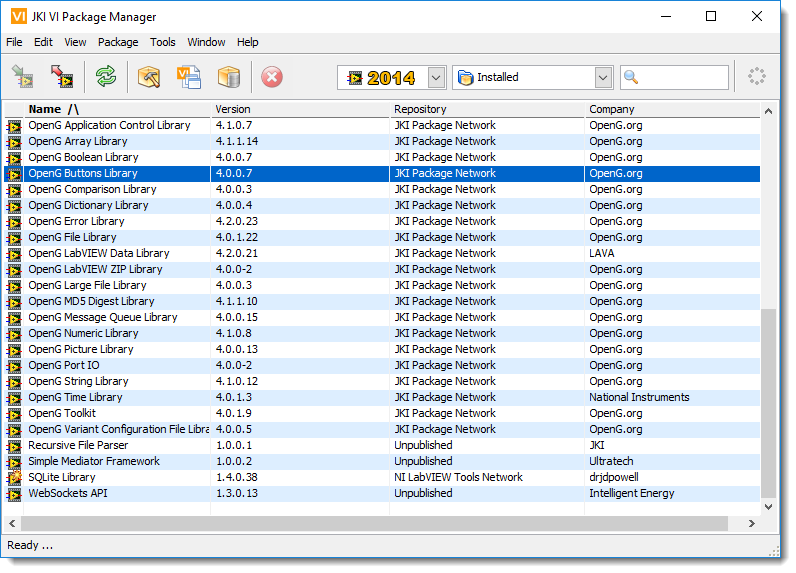 VI JKI VI Package Manager
File Edit View Package Tools Window Help
VI 2014 Installed
Name /\ Version Repository Company
OpenG Application Control Library 4.1.0.7 JKI Package Network OpenG.org
OpenG Array Library 4.1.1.14 JKI Package Network OpenG.org
OpenG Boolean Library 4.0.0.7 JKI Package Network OpenG.org
OpenG Buttons Library 4.0.0.7 JKI Package Network OpenG.org
OpenG Comparison Library 4.0.0.3 JKI Package Network OpenG.org
OpenG Dictionary Library 4.0.0.4 JKI Package Network OpenG.org
OpenG Error Library 4.2.0.23 JKI Package Network OpenG.org
OpenG File Library 4.0.1.22 JKI Package Network OpenG.org
OpenG LabVIEW Data Library 4.2.0.21 JKI Package Network LAVA
OpenG LabVIEW ZIP Library 4.0.0-2 JKI Package Network OpenG.org
OpenG Large File Library 4.0.0.3 JKI Package Network OpenG.org
OpenG MD5 Digest Library 4.1.1.10 JKI Package Network OpenG.org
OpenG Message Queue Library 4.0.0.15 JKI Package Network OpenG.org
OpenG Numeric Library 4.1.0.8 JKI Package Network OpenG.org
OpenG Picture Library 4.0.0.13 JKI Package Network OpenG.org
OpenG Port IO 4.0.0-2 JKI Package Network OpenG.org
OpenG String Library 4.1.0.12 JKI Package Network OpenG.org
OpenG Time Library 4.0.1.3 JKI Package Network National Instruments
OpenG Toolkit 4.0.1.9 JKI Package Network OpenG.org
OpenG Variant Configuration File Libra 4.0.0.5 JKI Package Network OpenG.org
Recursive File Parser 1.0.0.1 Unpublished JKI
Simple Mediator Framework 1.0.0.2 Unpublished Ultratech
SQLite Library 1.4.0.38 NI LabVIEW Tools Network drjdpowell
WebSockets API 1.3.0.13 Unpublished Intelligent Energy
Ready ...